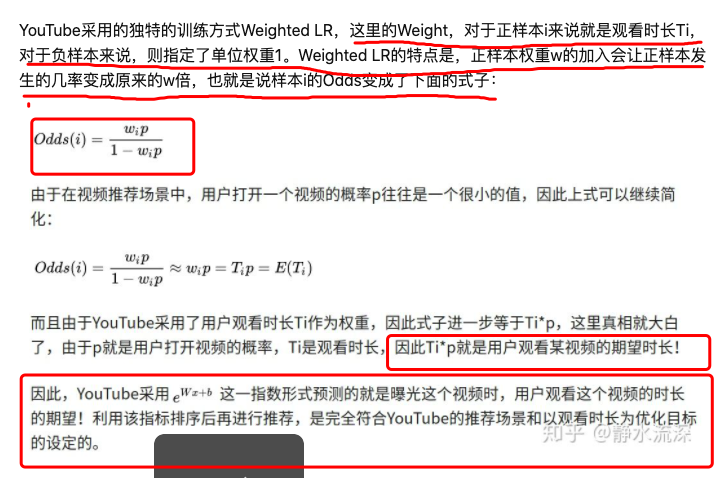 YouTube采用的独特的训练方式Weighted LR，这里的Weight，对于正样本i来说就是观看时长Ti，
对于负样本来说，则指定了单位权重1。Weighted LR的特点是，正样本权重w的加入会让正样本发
生的几率变成原来的w倍，也就是说样本i的Odds变成了下面的式子：
Odds(i) = w_i p / (1 − w_i p)
由于在视频推荐场景中，用户打开一个视频的概率p往往是一个很小的值，因此上式可以继续简
化：
Odds(i) = w_i p / (1 − w_i p) ≈ w_i p = T_i p = E(T_i)
而且由于YouTube采用了用户观看时长Ti作为权重，因此式子进一步等于Ti*p，这里真相就大白
了，由于p就是用户打开视频的概率，Ti是观看时长，因此Ti*p就是用户观看某视频的期望时长！
因此，YouTube采用 e^{Wx+b} 这一指数形式预测的就是曝光这个视频时，用户观看这个视频的时长
的期望！利用该指标排序后再进行推荐，是完全符合YouTube的推荐场景和以观看时长为优化目标
的设定的。
知乎 @静水流深